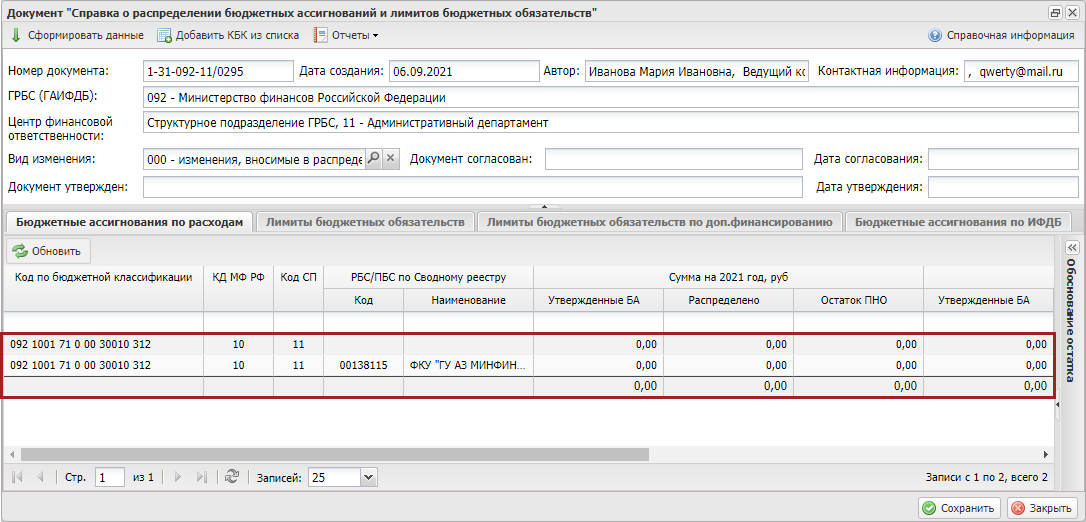 Документ "Справка о распределении бюджетных ассигнований и лимитов бюджетных обязательств"
Сформировать данные Добавить КБК из списка Отчеты Справочная информация
Номер документа: 1-31-092-11/0295 Дата создания: 06.09.2021 Автор: Иванова Мария Ивановна, Ведущий кс Контактная информация: , qwerty@mail.ru
ГРБС (ГАИФДБ): 092 - Министерство финансов Российской Федерации
Центр финансовой ответственности: Структурное подразделение ГРБС, 11 - Административный департамент
Вид изменения: 000 - изменения, вносимые в распреде Документ согласован: Дата согласования:
Документ утвержден: Дата утверждения:
Бюджетные ассигнования по расходам Лимиты бюджетных обязательств Лимиты бюджетных обязательств по доп.финансированию Бюджетные ассигнования по ИФДБ
Обновить
Код по бюджетной классификации КД МФ РФ Код СП РБС/ПБС по Сводному реестру Сумма на 2021 год, руб
Код Наименование Утвержденные БА Распределено Остаток ПНО Утвержденные БА
092 1001 71 0 00 30010 312 10 11 0,00 0,00 0,00 0,00
092 1001 71 0 00 30010 312 10 11 00138115 ФКУ "ГУ АЗ МИНФИН... 0,00 0,00 0,00 0,00
0,00 0,00 0,00 0,00
Обоснование остатка
Стр. 1 из 1 Записей: 25 Записи с 1 по 2, всего 2
Сохранить Закрыть